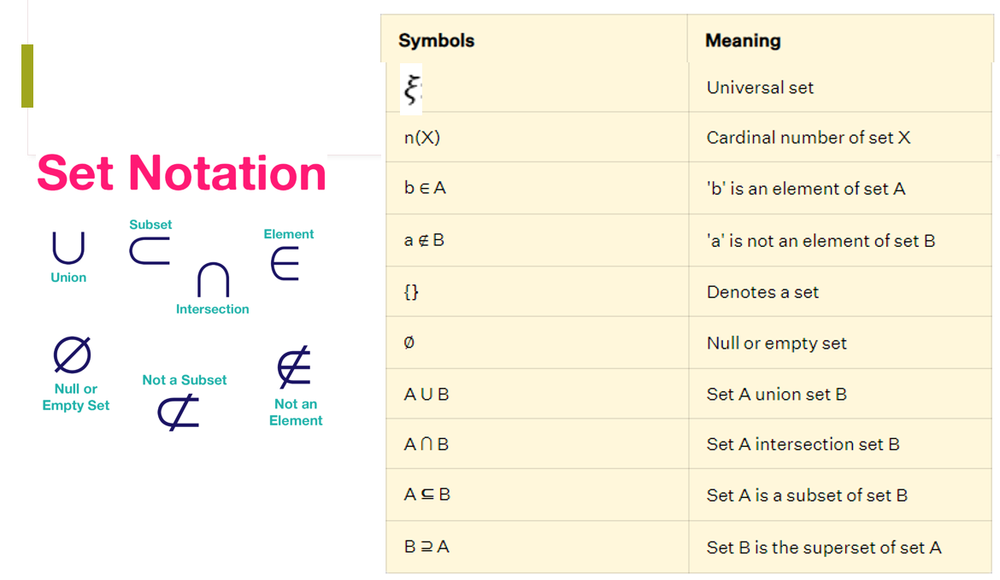 Set Notation
∪
Union
Subset
⊂
∩
Intersection
Element
∈
∅
Null or
Empty Set
Not a Subset
⊄
∉
Not an
Element
Symbols Meaning
ξ: Universal set
n(X) Cardinal number of set X
b ∈ A 'b' is an element of set A
a ∉ B 'a' is not an element of set B
{} Denotes a set
∅ Null or empty set
A ∪ B Set A union set B
A ∩ B Set A intersection set B
A ⊆ B Set A is a subset of set B
B ⊇ A Set B is the superset of set A